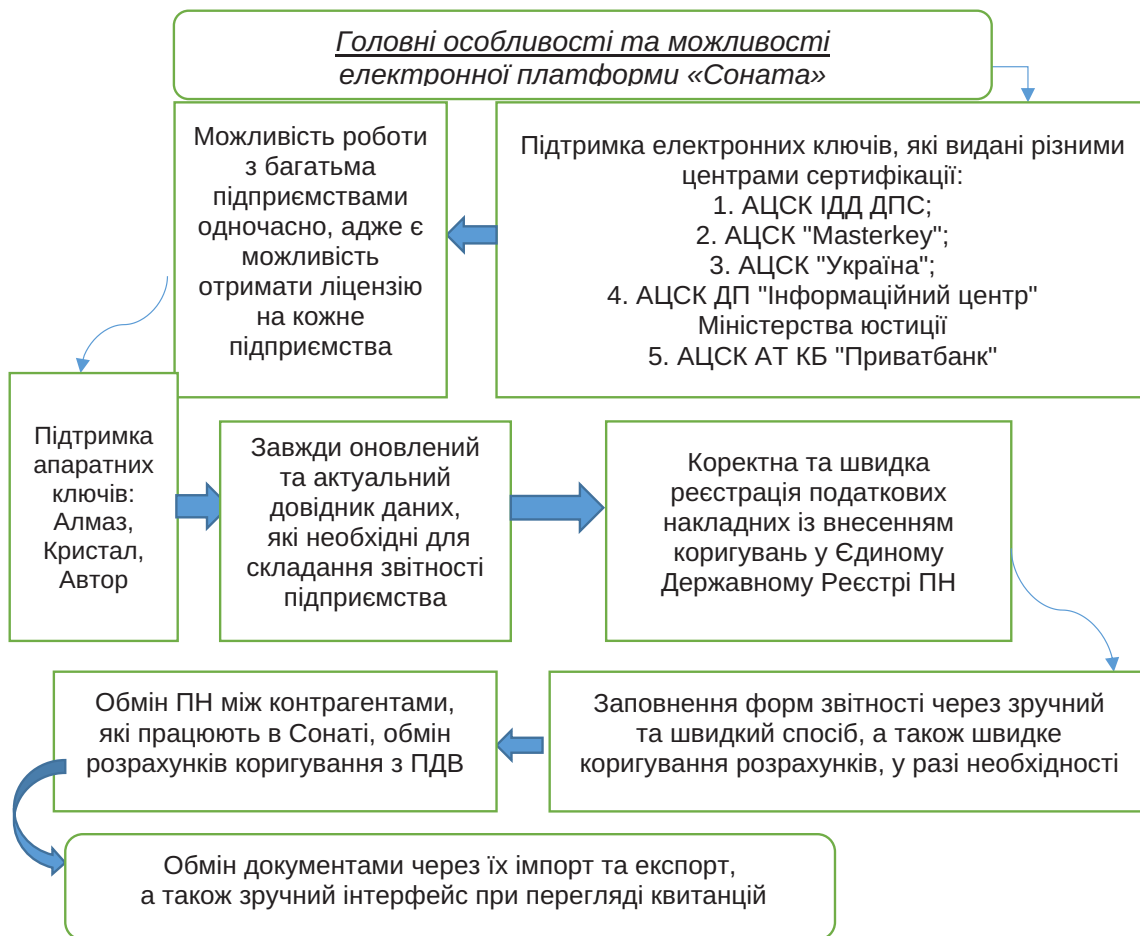 Головні особливості та можливості
електронної платформи «Соната»
Підтримка електронних ключів, які видані різними
центрами сертифікації:
1. АЦСК ІДД ДПС;
2. АЦСК "Masterkey";
3. АЦСК "Україна";
4. АЦСК ДП "Інформаційний центр"
Міністерства юстиції
5. АЦСК АТ КБ "Приватбанк"
Можливість роботи
з багатьма
підприємствами
одночасно, адже є
можливість
отримати ліцензію
на кожне
підприємства
Підтримка
апаратних
ключів:
Алмаз,
Кристал,
Автор
Завжди оновлений
та актуальний
довідник даних,
які необхідні для
складання звітності
підприємства
Коректна та швидка
реєстрація податкових
накладних із внесенням
коригувань у Єдиному
Державному Реєстрі ПН
Заповнення форм звітності через зручний
та швидкий спосіб, а також швидке
коригування розрахунків, у разі необхідності
Обмін ПН між контрагентами,
які працюють в Сонаті, обмін
розрахунків коригування з ПДВ
Обмін документами через їх імпорт та експорт,
а також зручний інтерфейс при перегляді квитанцій